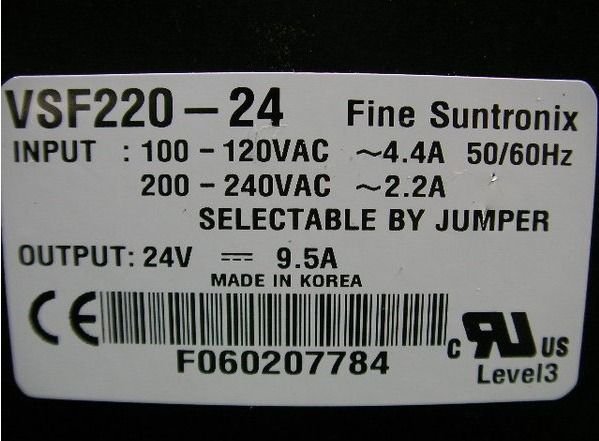 VSF220-24 Fine Suntronix
INPUT : 100-120VAC ~4.4A 50/60Hz
200-240VAC ~2.2A
SELECTABLE BY JUMPER
OUTPUT: 24V ⎓ 9.5A
MADE IN KOREA
CE
F060207784
c RU US
Level3